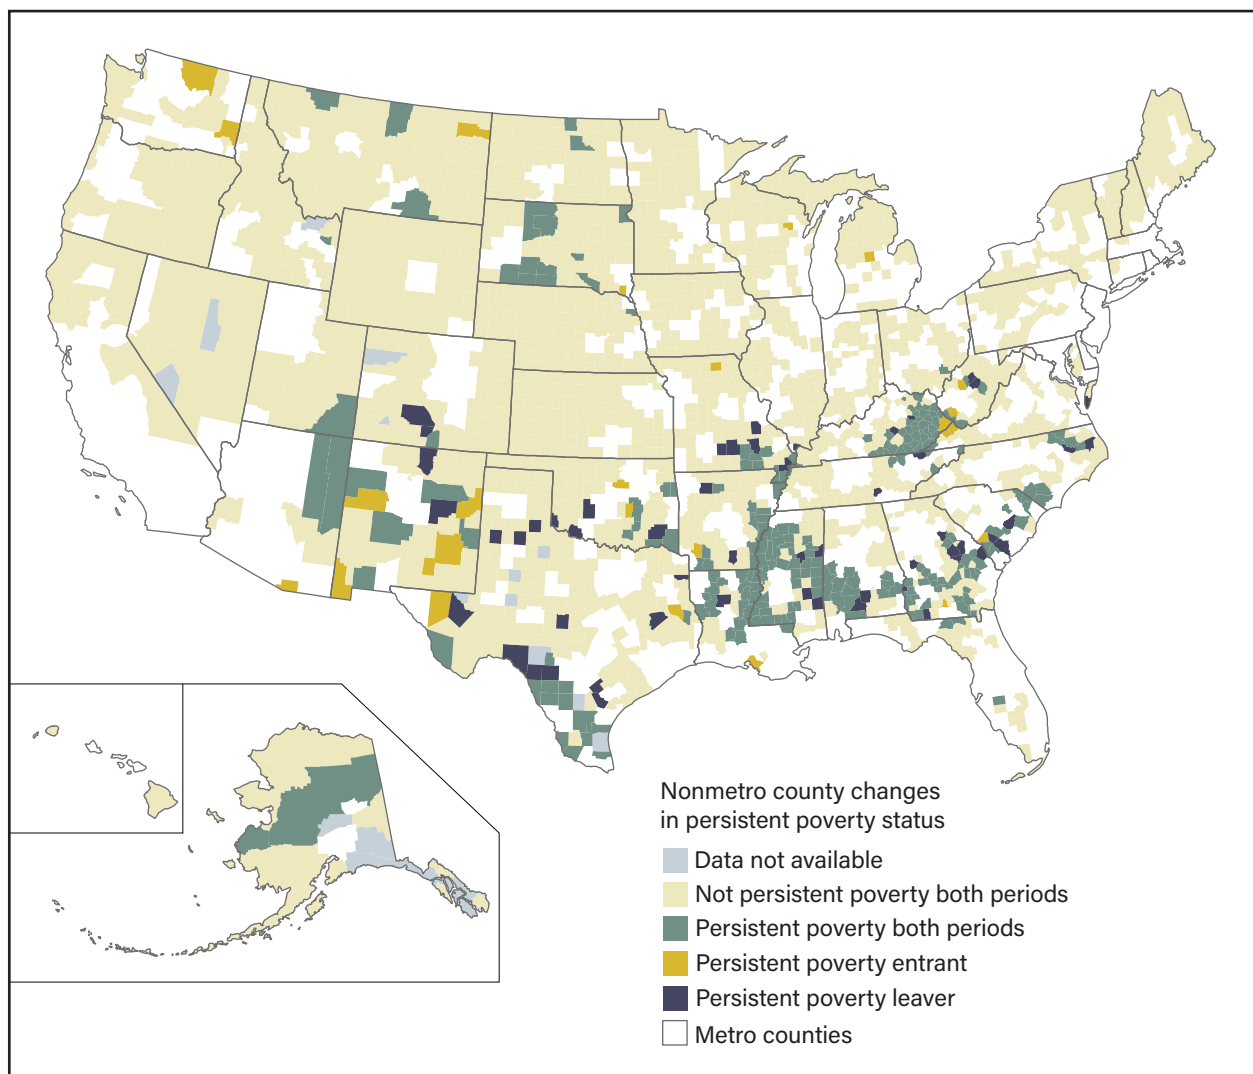 Nonmetro county changes
in persistent poverty status
Data not available
Not persistent poverty both periods
Persistent poverty both periods
Persistent poverty entrant
Persistent poverty leaver
Metro counties